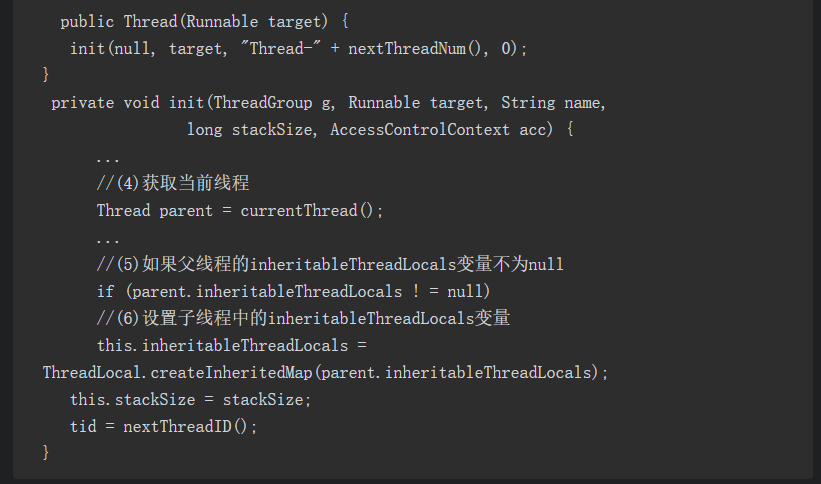 public Thread(Runnable target) {
init(null, target, "Thread-" + nextThreadNum(), 0);
}
private void init(ThreadGroup g, Runnable target, String name,
long stackSize, AccessControlContext acc) {
...
//(4)获取当前线程
Thread parent = currentThread();
...
//(5)如果父线程的inheritableThreadLocals变量不为null
if (parent.inheritableThreadLocals ! = null)
//(6)设置子线程中的inheritableThreadLocals变量
this.inheritableThreadLocals =
ThreadLocal.createInheritedMap(parent.inheritableThreadLocals);
this.stackSize = stackSize;
tid = nextThreadID();
}